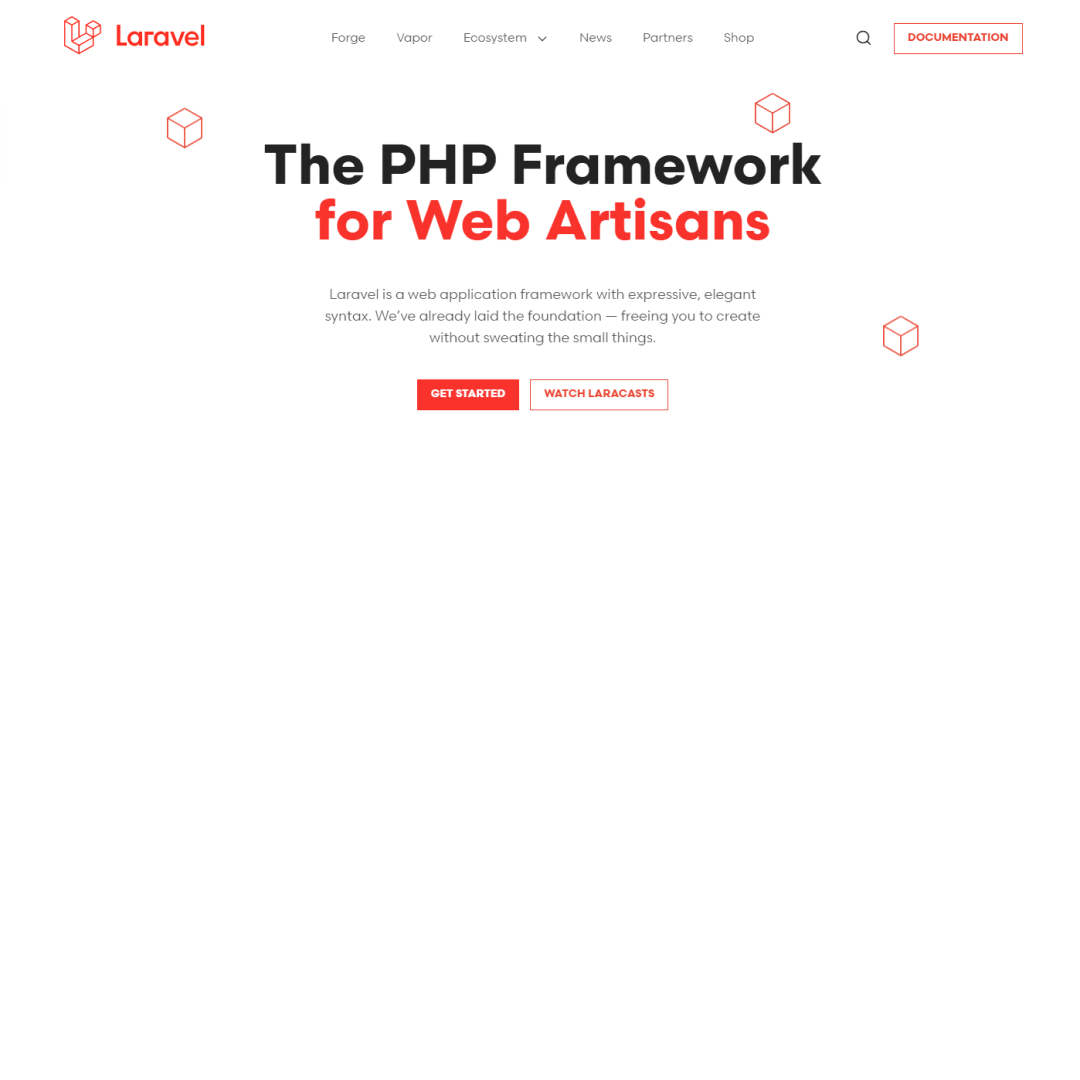 Laravel
Forge Vapor Ecosystem News Partners Shop
DOCUMENTATION
The PHP Framework
for Web Artisans
Laravel is a web application framework with expressive, elegant
syntax. We’ve already laid the foundation — freeing you to create
without sweating the small things.
GET STARTED
WATCH LARACASTS